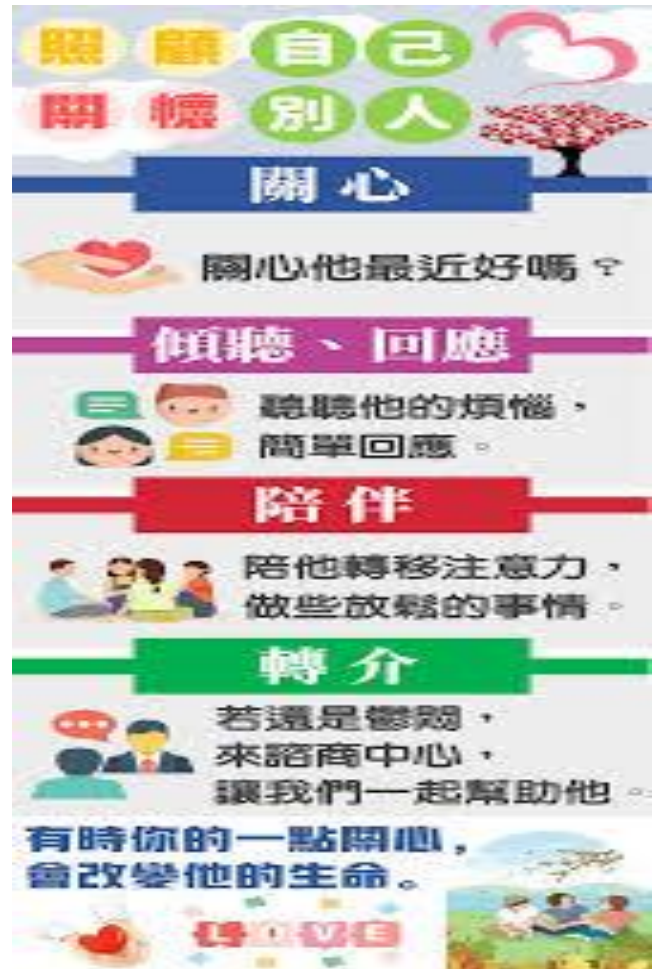 照顧自己
關懷別人
關心
關心他最近好嗎？
傾聽、回應
聽聽他的煩惱，
簡單回應。
陪伴
陪他轉移注意力，
做些放鬆的事情。
轉介
若還是鬱悶，
來諮商中心，
讓我們一起幫助他。
有時你的一點關心，
會改變他的生命。
LOVE